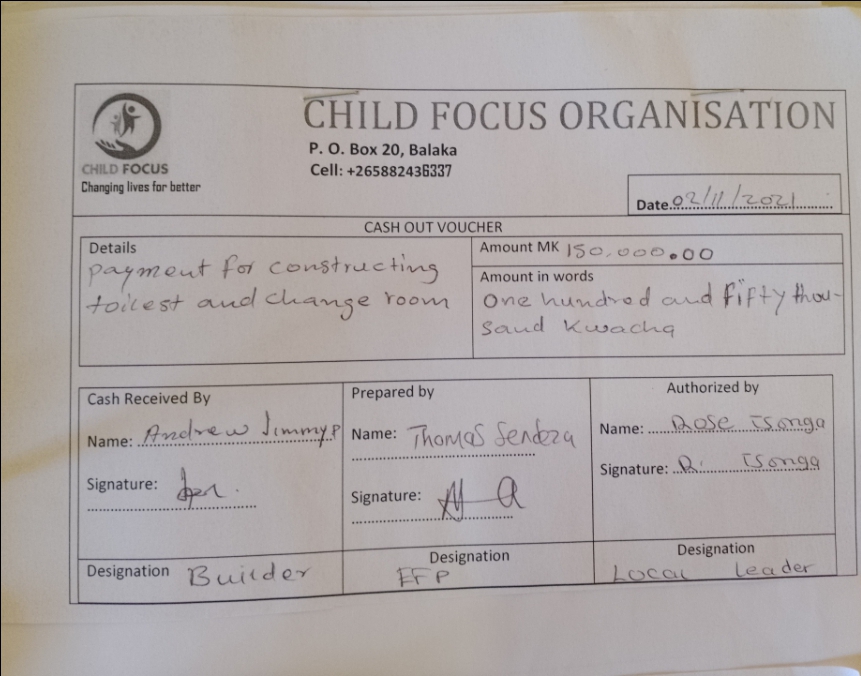 CHILD FOCUS ORGANISATION
CHILD FOCUS
Changing lives for better
P. O. Box 20, Balaka
Cell: +265882436337
Date 02/11/2021
CASH OUT VOUCHER
Details
payment for constructing
toilest and change room
Amount MK 150,000.00
Amount in words
One hundred and fifty thou-
sand Kwacha
Cash Received By
Name: Andrew Jimmy
Signature:
Designation Builder
Prepared by
Name: Thomas Sendeza
Signature:
Designation
FFP
Authorized by
Name: Rose Tsonga
Signature: R. Tsonga
Designation
Local leader